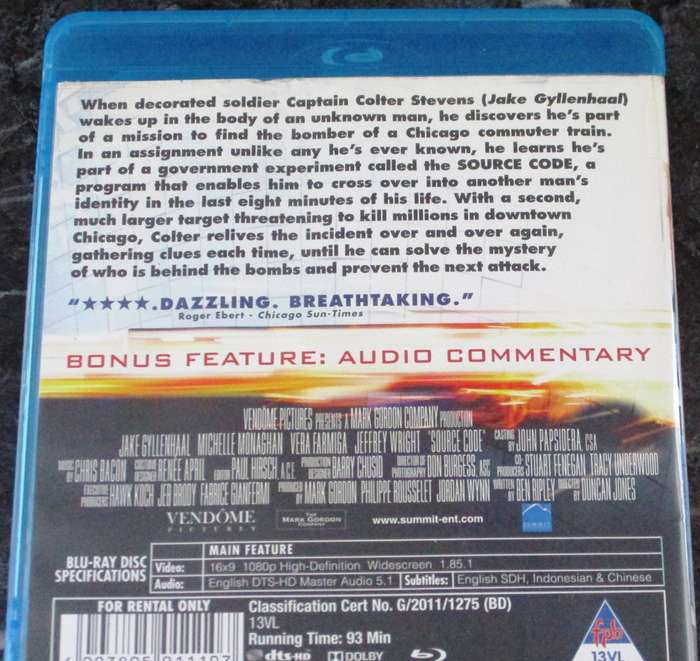 When decorated soldier Captain Colter Stevens (Jake Gyllenhaal)
wakes up in the body of an unknown man, he discovers he's part
of a mission to find the bomber of a Chicago commuter train.
In an assignment unlike any he's ever known, he learns he's
part of a government experiment called the SOURCE CODE, a
program that enables him to cross over into another man's
identity in the last eight minutes of his life. With a second,
much larger target threatening to kill millions in downtown
Chicago, Colter relives the incident over and over again,
gathering clues each time, until he can solve the mystery
of who is behind the bombs and prevent the next attack.
"★★★★.DAZZLING. BREATHTAKING."
Roger Ebert - Chicago Sun-Times
BONUS FEATURE: AUDIO COMMENTARY
VENDÔME PICTURES PRESENTS A MARK GORDON COMPANY PRODUCTION
JAKE GYLLENHAAL MICHELLE MONAGHAN VERA FARMIGA JEFFREY WRIGHT "SOURCE CODE" CASTING BY JOHN PAPSIDERA, CSA
MUSIC BY CHRIS BACON COSTUME DESIGNER RENÉE APRIL EDITOR PAUL HIRSCH A.C.E. PRODUCTION DESIGNER BARRY CHUSID DIRECTOR OF PHOTOGRAPHY DON BURGESS, ASC CO-PRODUCERS STUART FENEGAN, TRACY UNDERWOOD
EXECUTIVE PRODUCERS HAWK KOCH JEB BRODY FABRICE GIANFERMI PRODUCED BY MARK GORDON PHILIPPE ROUSSELET JORDAN WYNN WRITTEN BY BEN RIPLEY DIRECTED BY DUNCAN JONES
VENDÔME
PICTURES
THE
MARK GORDON
COMPANY
www.summit-ent.com
SUMMIT
BLU-RAY DISC
SPECIFICATIONS
MAIN FEATURE
Video: 16x9 1080p High-Definition Widescreen 1.85.1
Audio: English DTS-HD Master Audio 5.1 Subtitles: English SDH, Indonesian & Chinese
FOR RENTAL ONLY
Classification Cert No. G/2011/1275 (BD)
13VL
Running Time: 93 Min
dts-HD DOLBY
fpb
13VL